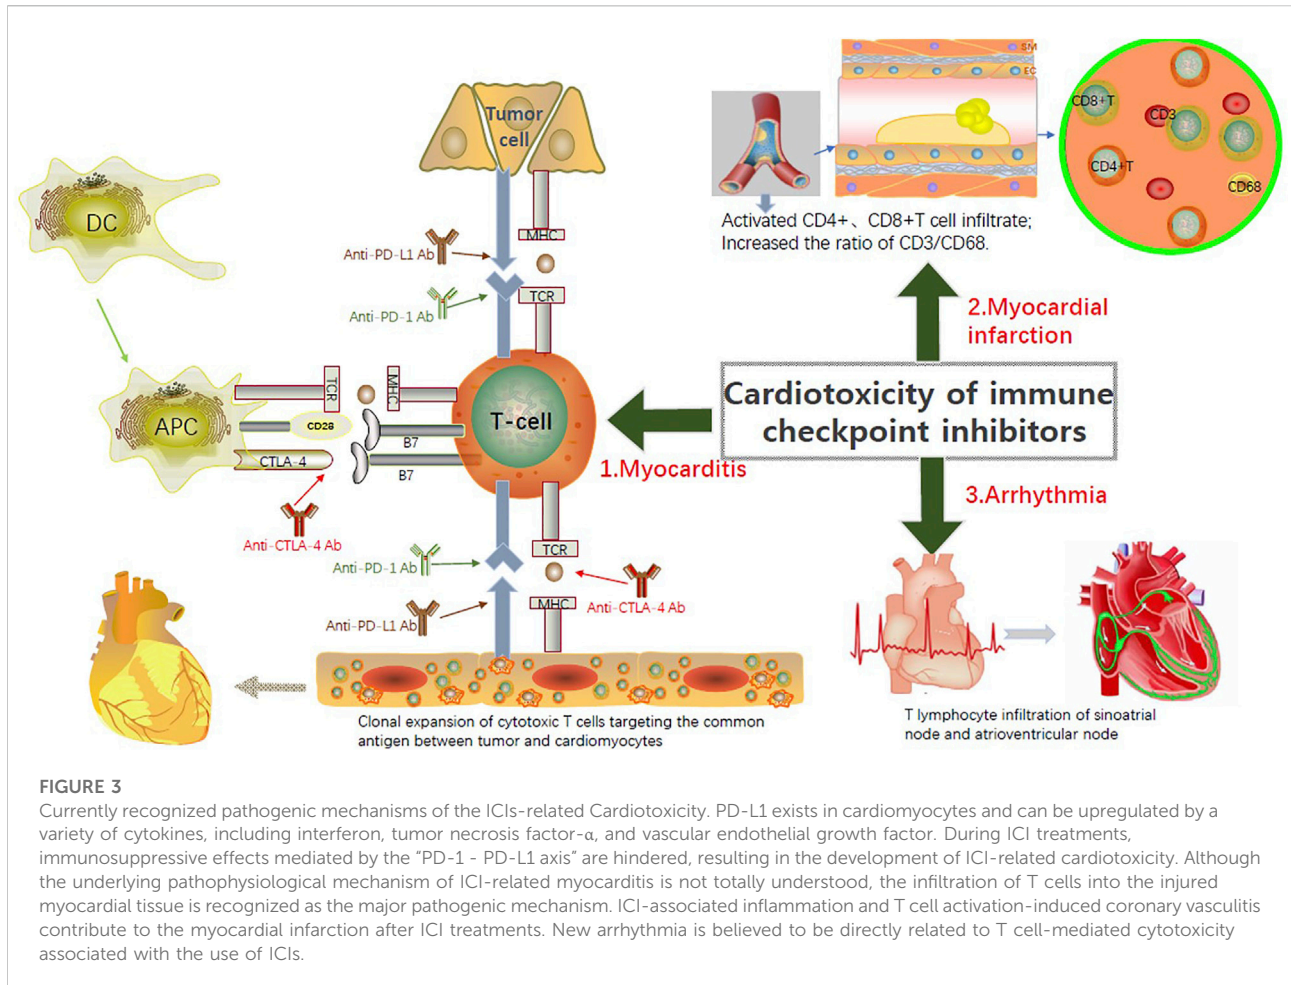 Tumor
cell
SM
EC
CD8+T
CD3
CD4+T
CD68
DC
MHC
Anti-PD-L1 Ab
Activated CD4+、CD8+T cell infiltrate;
Increased the ratio of CD3/CD68.
TCR
Anti-PD-1 Ab
2.Myocardial
infarction
TCR
MHC
Cardiotoxicity of immune
checkpoint inhibitors
APC
CD28
B7
T-cell
CTLA-4
B7
1.Myocarditis
3.Arrhythmia
Anti-CTLA-4 Ab
TCR
Anti-PD-1 Ab
MHC
Anti-CTLA-4 Ab
Anti-PD-L1 Ab
Clonal expansion of cytotoxic T cells targeting the common
antigen between tumor and cardiomyocytes
T lymphocyte infiltration of sinoatrial
node and atrioventricular node
FIGURE 3
Currently recognized pathogenic mechanisms of the ICIs-related Cardiotoxicity. PD-L1 exists in cardiomyocytes and can be upregulated by a
variety of cytokines, including interferon, tumor necrosis factor-α, and vascular endothelial growth factor. During ICI treatments,
immunosuppressive effects mediated by the “PD-1 - PD-L1 axis” are hindered, resulting in the development of ICI-related cardiotoxicity. Although
the underlying pathophysiological mechanism of ICI-related myocarditis is not totally understood, the infiltration of T cells into the injured
myocardial tissue is recognized as the major pathogenic mechanism. ICI-associated inflammation and T cell activation-induced coronary vasculitis
contribute to the myocardial infarction after ICI treatments. New arrhythmia is believed to be directly related to T cell-mediated cytotoxicity
associated with the use of ICIs.